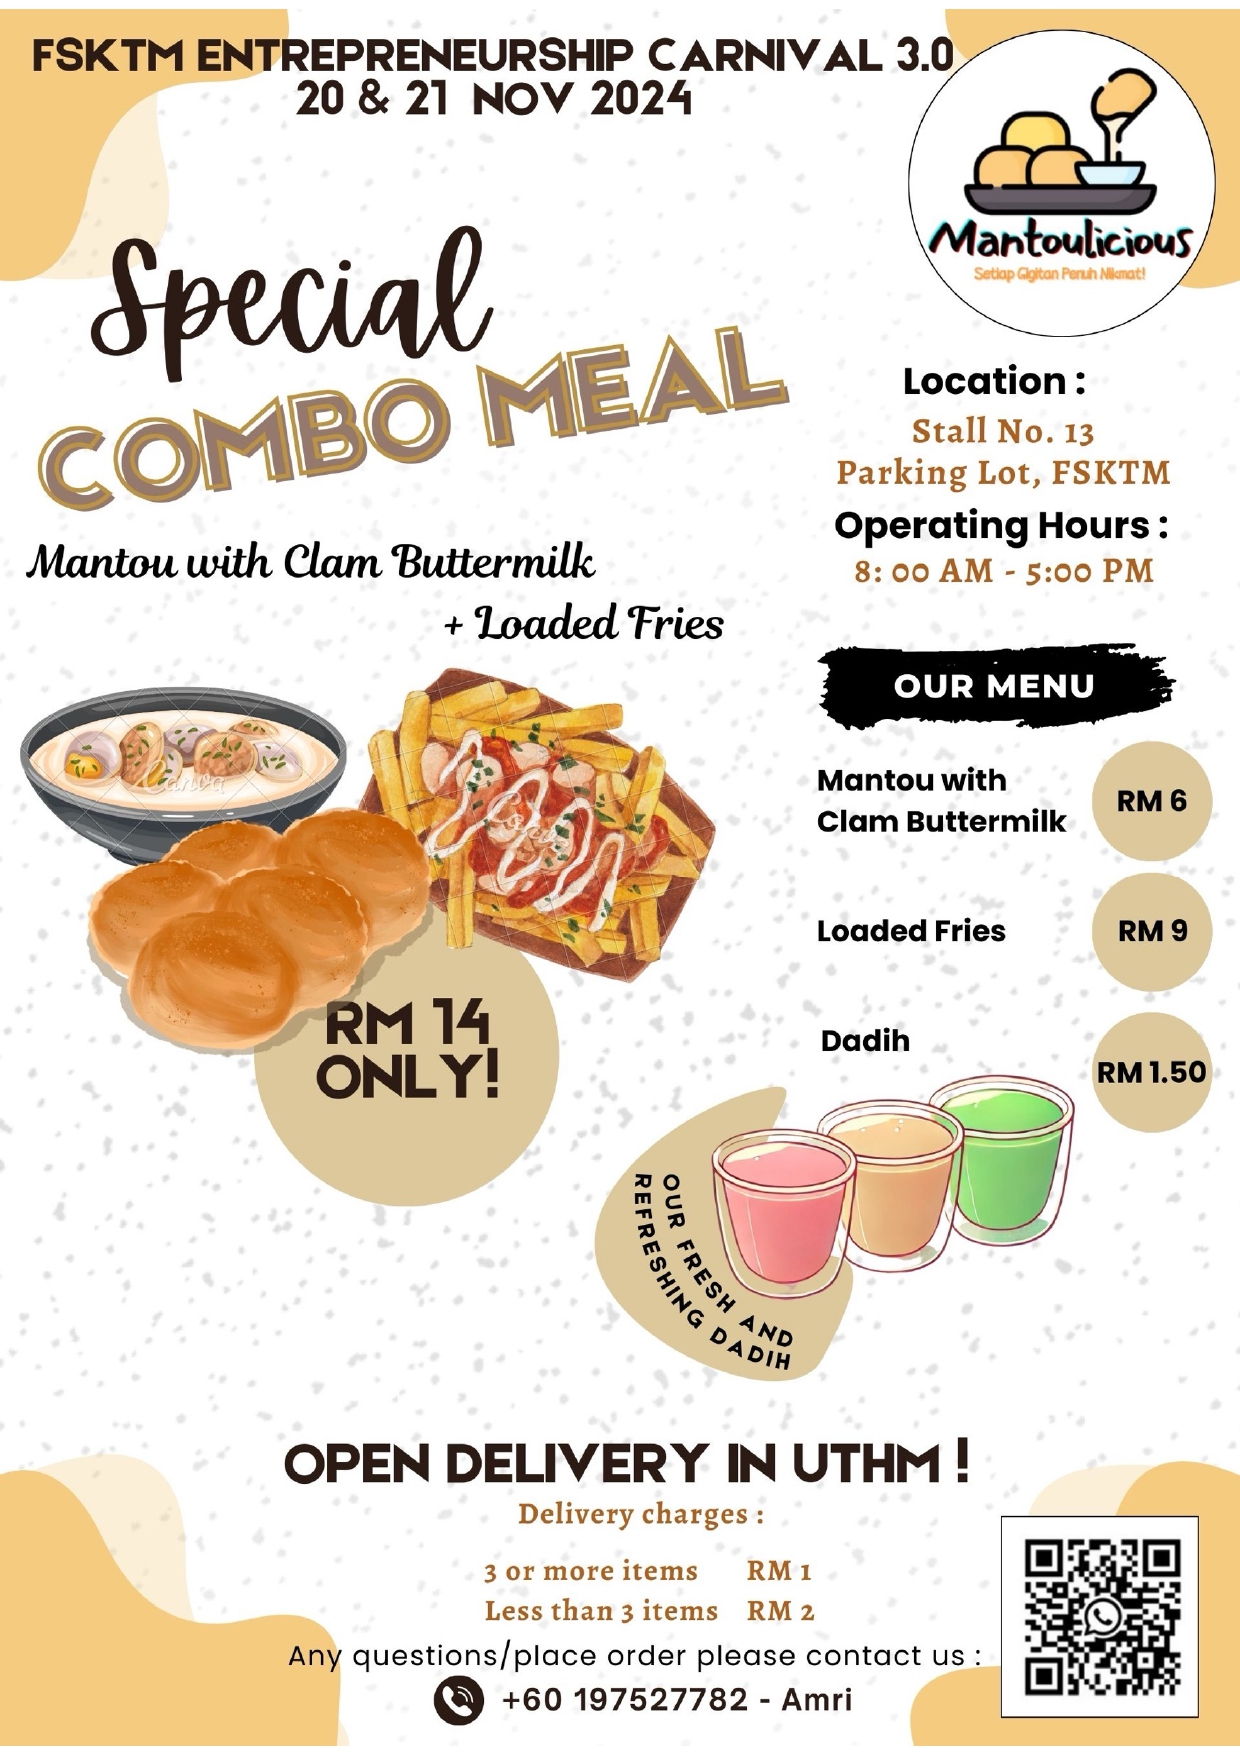 FSKTM ENTREPRENEURSHIP CARNIVAL 3.0
20 & 21 NOV 2024
Mantoulicious
Setiap Gigitan Penuh Nikmat!
Special
COMBO MEAL
Mantou with Clam Buttermilk
+ Loaded Fries
Canva
RM 14
ONLY!
Location :
Stall No. 13
Parking Lot, FSKTM
Operating Hours :
8: 00 AM - 5:00 PM
OUR MENU
Mantou with
Clam Buttermilk
RM 6
Loaded Fries
RM 9
Dadih
RM 1.50
OUR FRESH AND
REFRESHING DADIH
OPEN DELIVERY IN UTHM !
Delivery charges :
3 or more items RM 1
Less than 3 items RM 2
Any questions/place order please contact us :
+60 197527782 - Amri